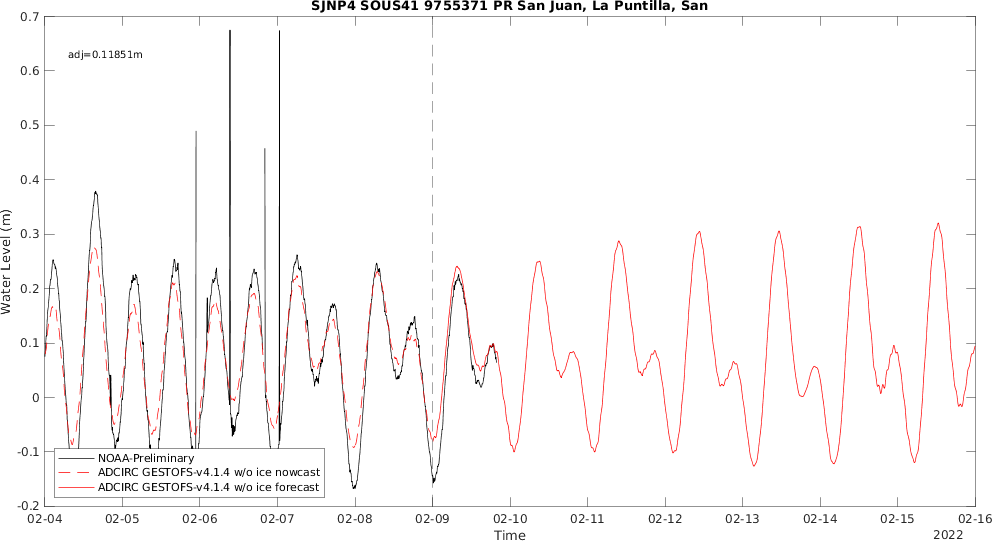 SJNP4 SOUS41 9755371 PR San Juan, La Puntilla, San
adj=0.11851m
Water Level (m)
0.7
0.6
0.5
0.4
0.3
0.2
0.1
0
-0.1
-0.2
NOAA-Preliminary
ADCIRC GESTOFS-v4.1.4 w/o ice nowcast
ADCIRC GESTOFS-v4.1.4 w/o ice forecast
02-04 02-05 02-06 02-07 02-08 02-09 02-10 02-11 02-12 02-13 02-14 02-15 02-16
Time
2022